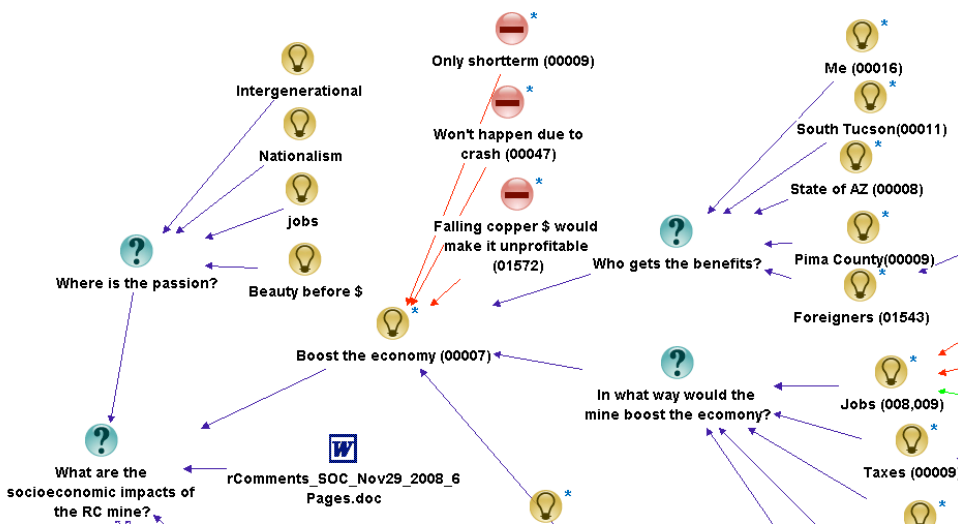 Only shortterm (00009)
Me (00016)
Intergenerational
Won't happen due to
crash (00047)
South Tucson(00011)
Nationalism
State of AZ (00008)
jobs
Falling copper $ would
make it unprofitable
(01572)
Who gets the benefits?
Pima County(00009)
Where is the passion?
Beauty before $
Foreigners (01543)
Boost the economy (00007)
In what way would the
mine boost the ecomony?
Jobs (008,009)
What are the
socioeconomic impacts of
the RC mine?
rComments_SOC_Nov29_2008_6
Pages.doc
Taxes (00009)